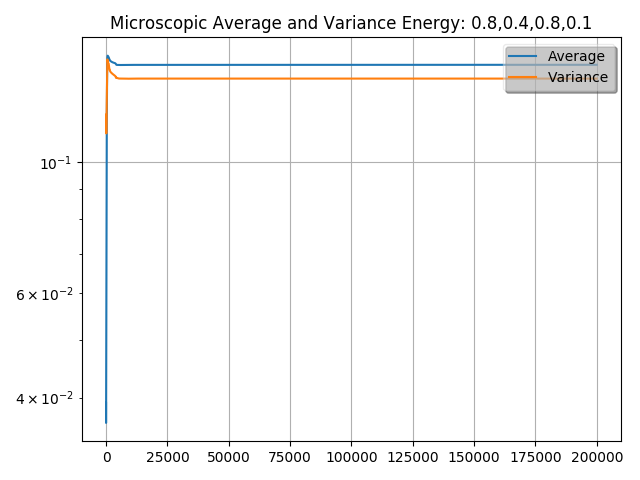 Microscopic Average and Variance Energy: 0.8,0.4,0.8,0.1
Average
Variance
10⁻¹
6 × 10⁻²
4 × 10⁻²
0 25000 50000 75000 100000 125000 150000 175000 200000